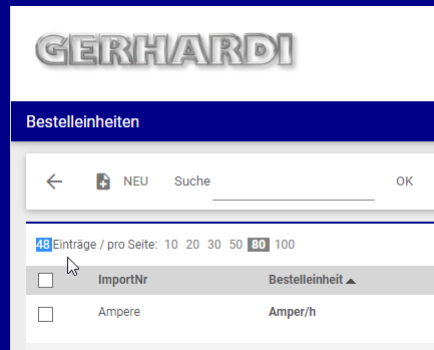 GERHARDI
Bestelleinheiten
NEU Suche OK
48 Einträge / pro Seite: 10 20 30 50 80 100
ImportNr Bestelleinheit
Ampere Amper/h